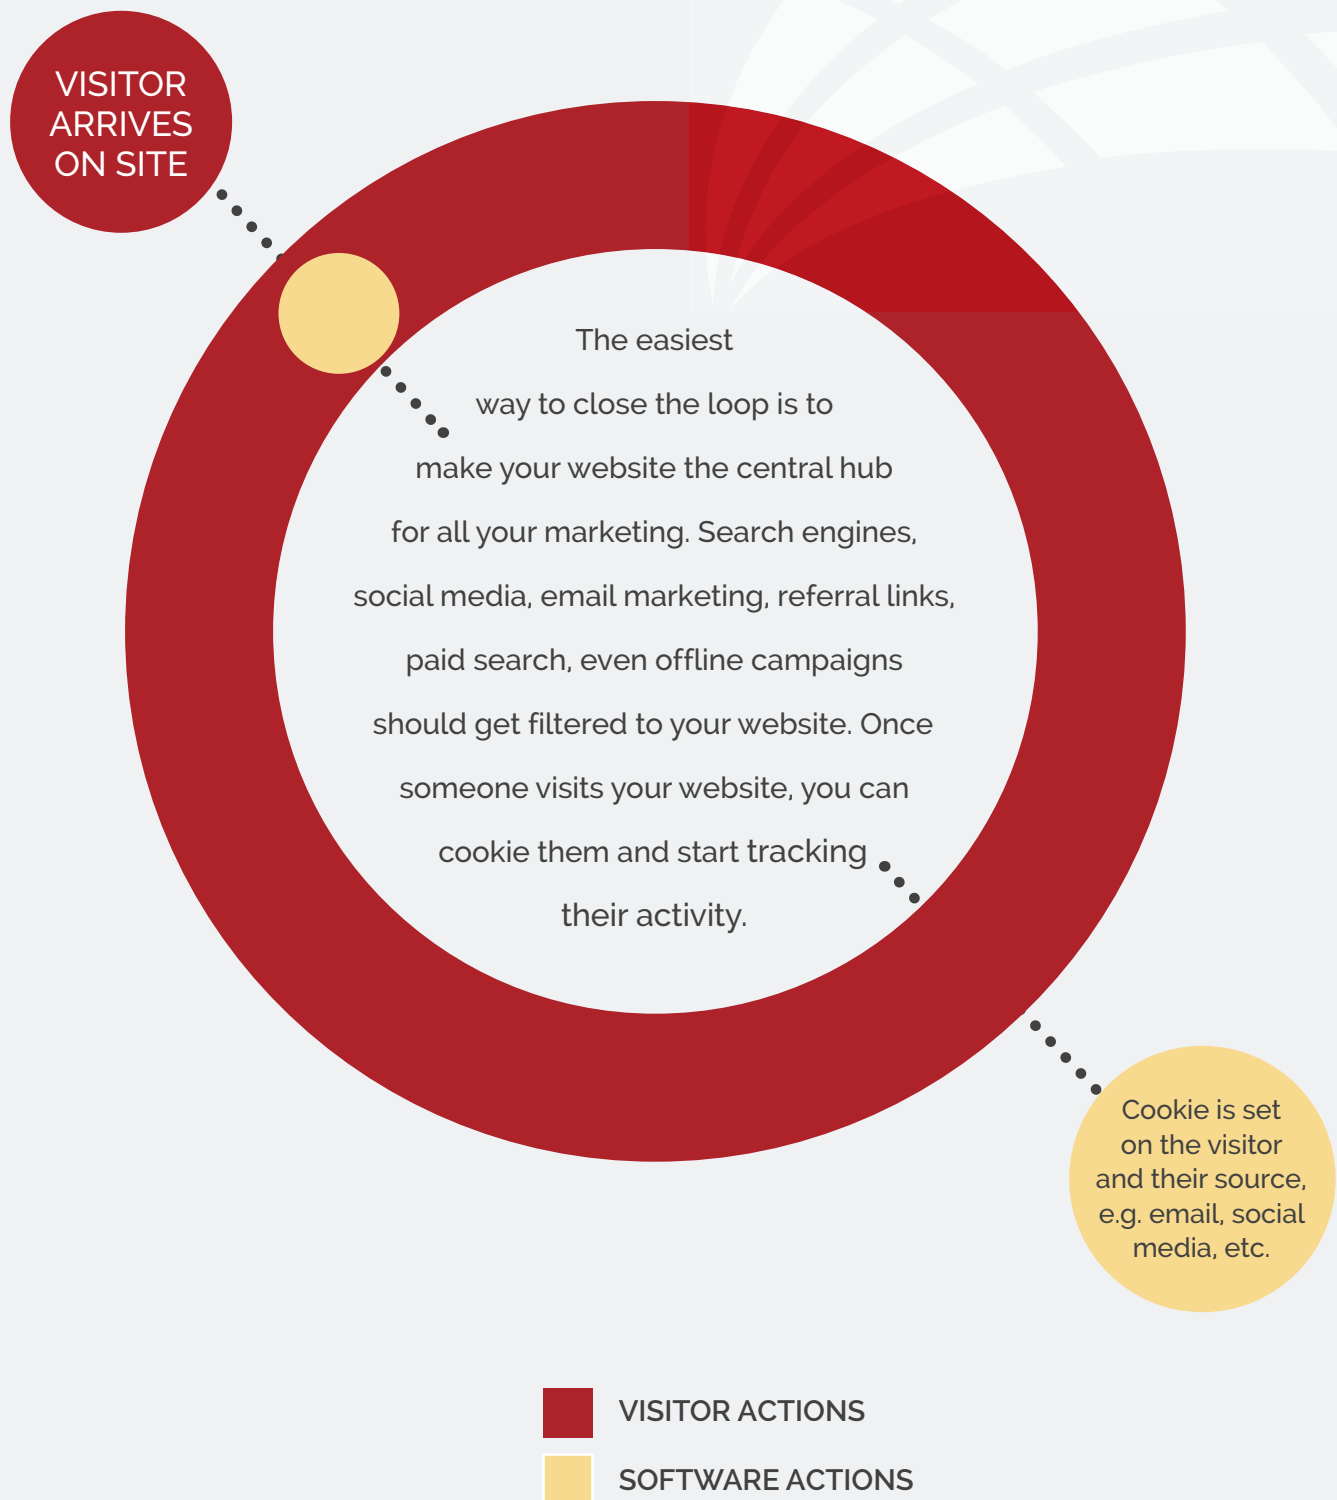 VISITOR
ARRIVES
ON SITE
The easiest
way to close the loop is to
make your website the central hub
for all your marketing. Search engines,
social media, email marketing, referral links,
paid search, even offline campaigns
should get filtered to your website. Once
someone visits your website, you can
cookie them and start tracking
their activity.
Cookie is set
on the visitor
and their source,
e.g. email, social
media, etc.
VISITOR ACTIONS
SOFTWARE ACTIONS